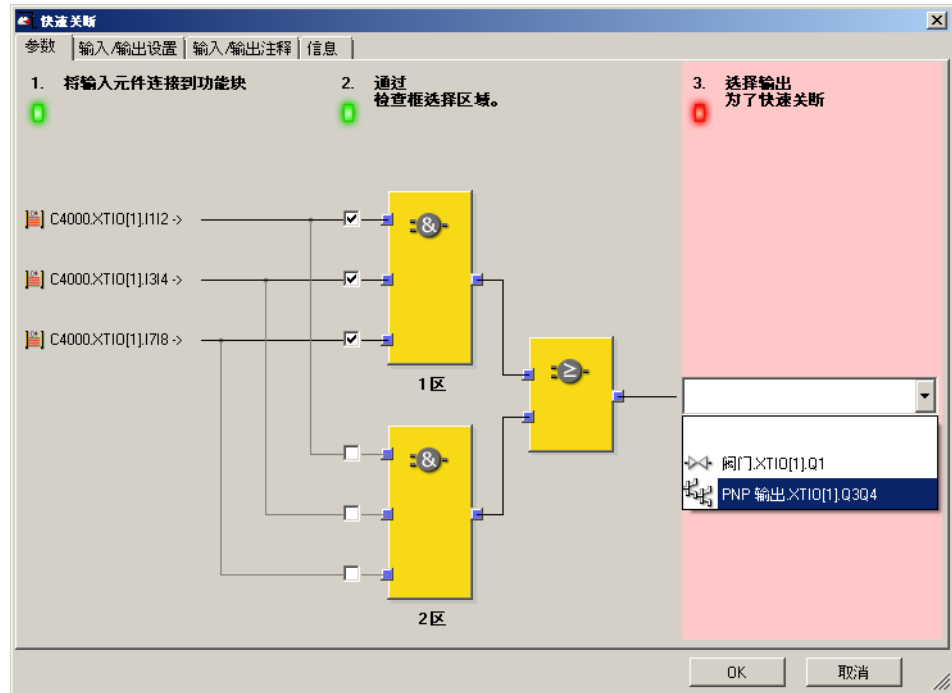 快速关断
参数 输入/输出设置 输入/输出注释 信息
1. 将输入元件连接到功能块
2. 通过
检查框选择区域。
3. 选择输出
为了快速关断
C4000.XTIO[1].I1I2 ->
&
C4000.XTIO[1].I3I4 ->
C4000.XTIO[1].I7I8 ->
1区
≥
阀门.XTIO[1].Q1
PNP 输出.XTIO[1].Q3Q4
&
2区
OK 取消